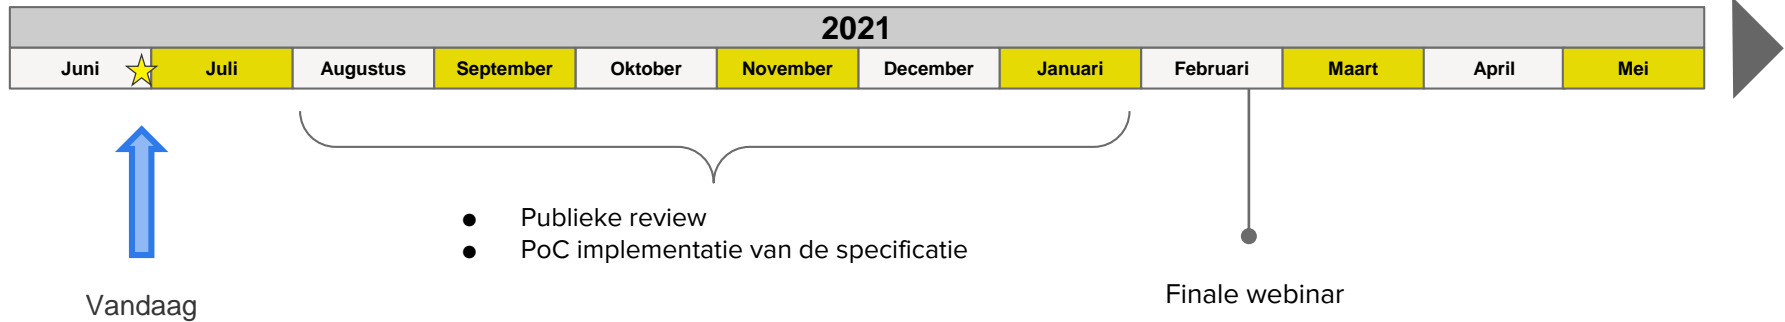 2021
Juni Juli Augustus September Oktober November December Januari Februari Maart April Mei
● Publieke review
● PoC implementatie van de specificatie
Finale webinar
Vandaag